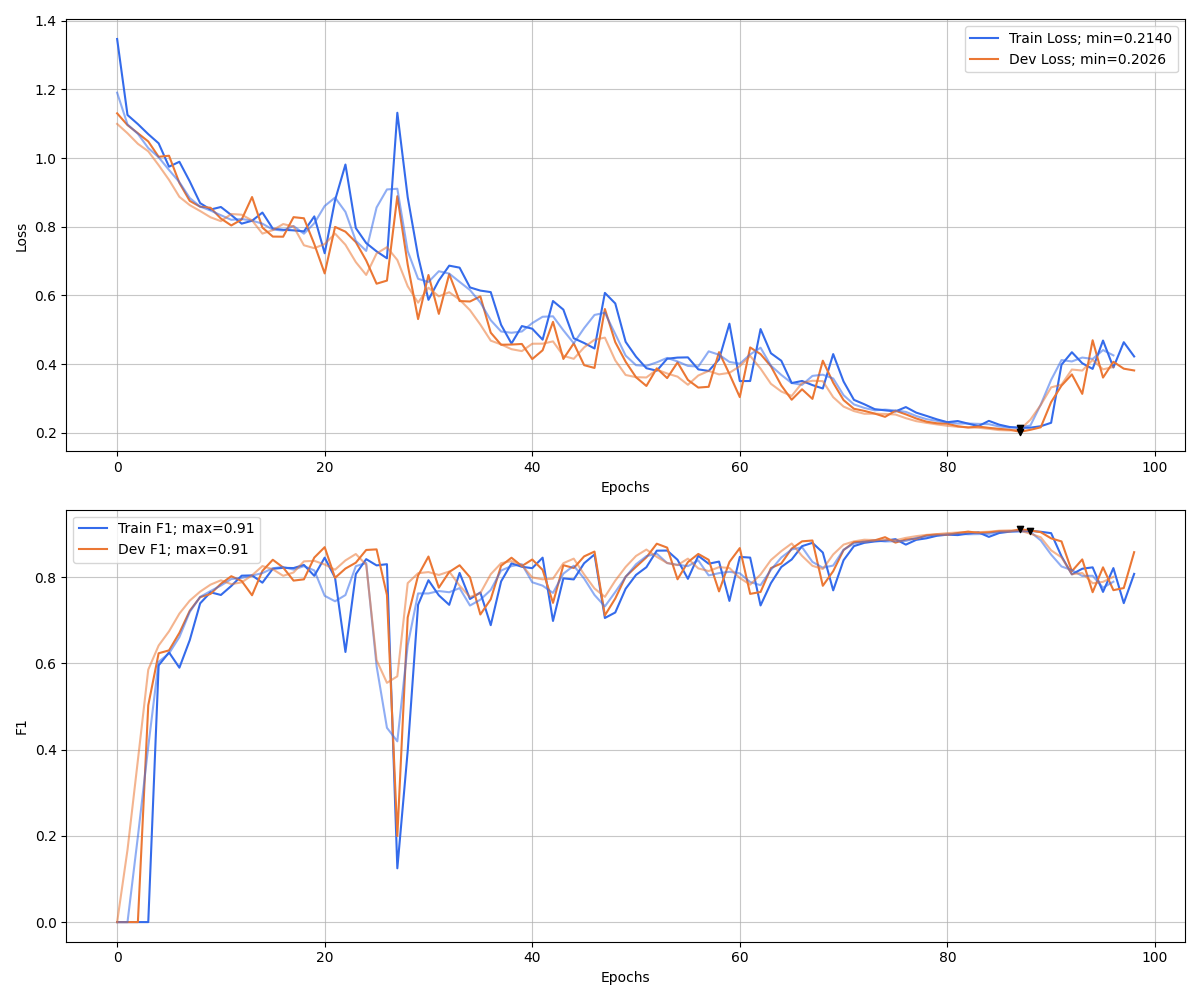 1.4
1.2
1.0
0.8
0.6
0.4
0.2
Loss
Train Loss; min=0.2140
Dev Loss; min=0.2026
0 20 40 60 80 100
Epochs
Train F1; max=0.91
Dev F1; max=0.91
0.8
0.6
0.4
0.2
0.0
F1
0 20 40 60 80 100
Epochs